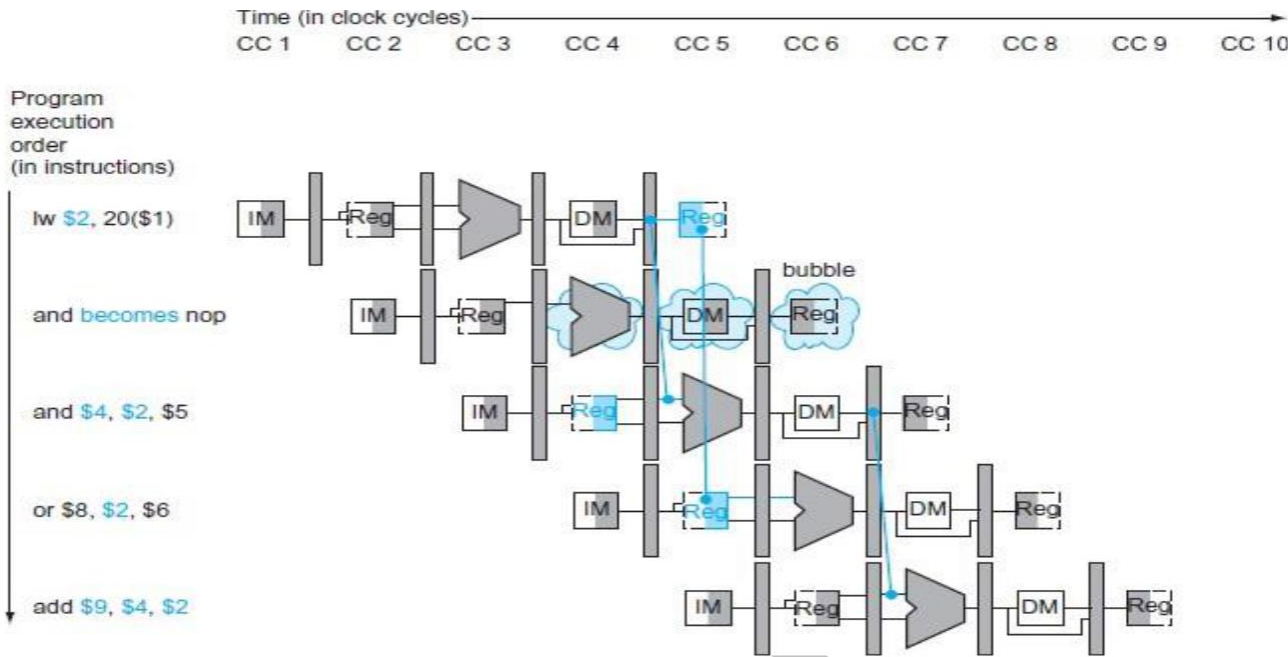 Time (in clock cycles)
CC 1 CC 2 CC 3 CC 4 CC 5 CC 6 CC 7 CC 8 CC 9 CC 10
Program
execution
order
(in instructions)
lw $2, 20($1)
IM Reg DM Reg
bubble
and becomes nop
IM Reg DM Reg
and $4, $2, $5
IM Reg DM Reg
or $8, $2, $6
IM Reg DM Reg
add $9, $4, $2
IM Reg DM Reg